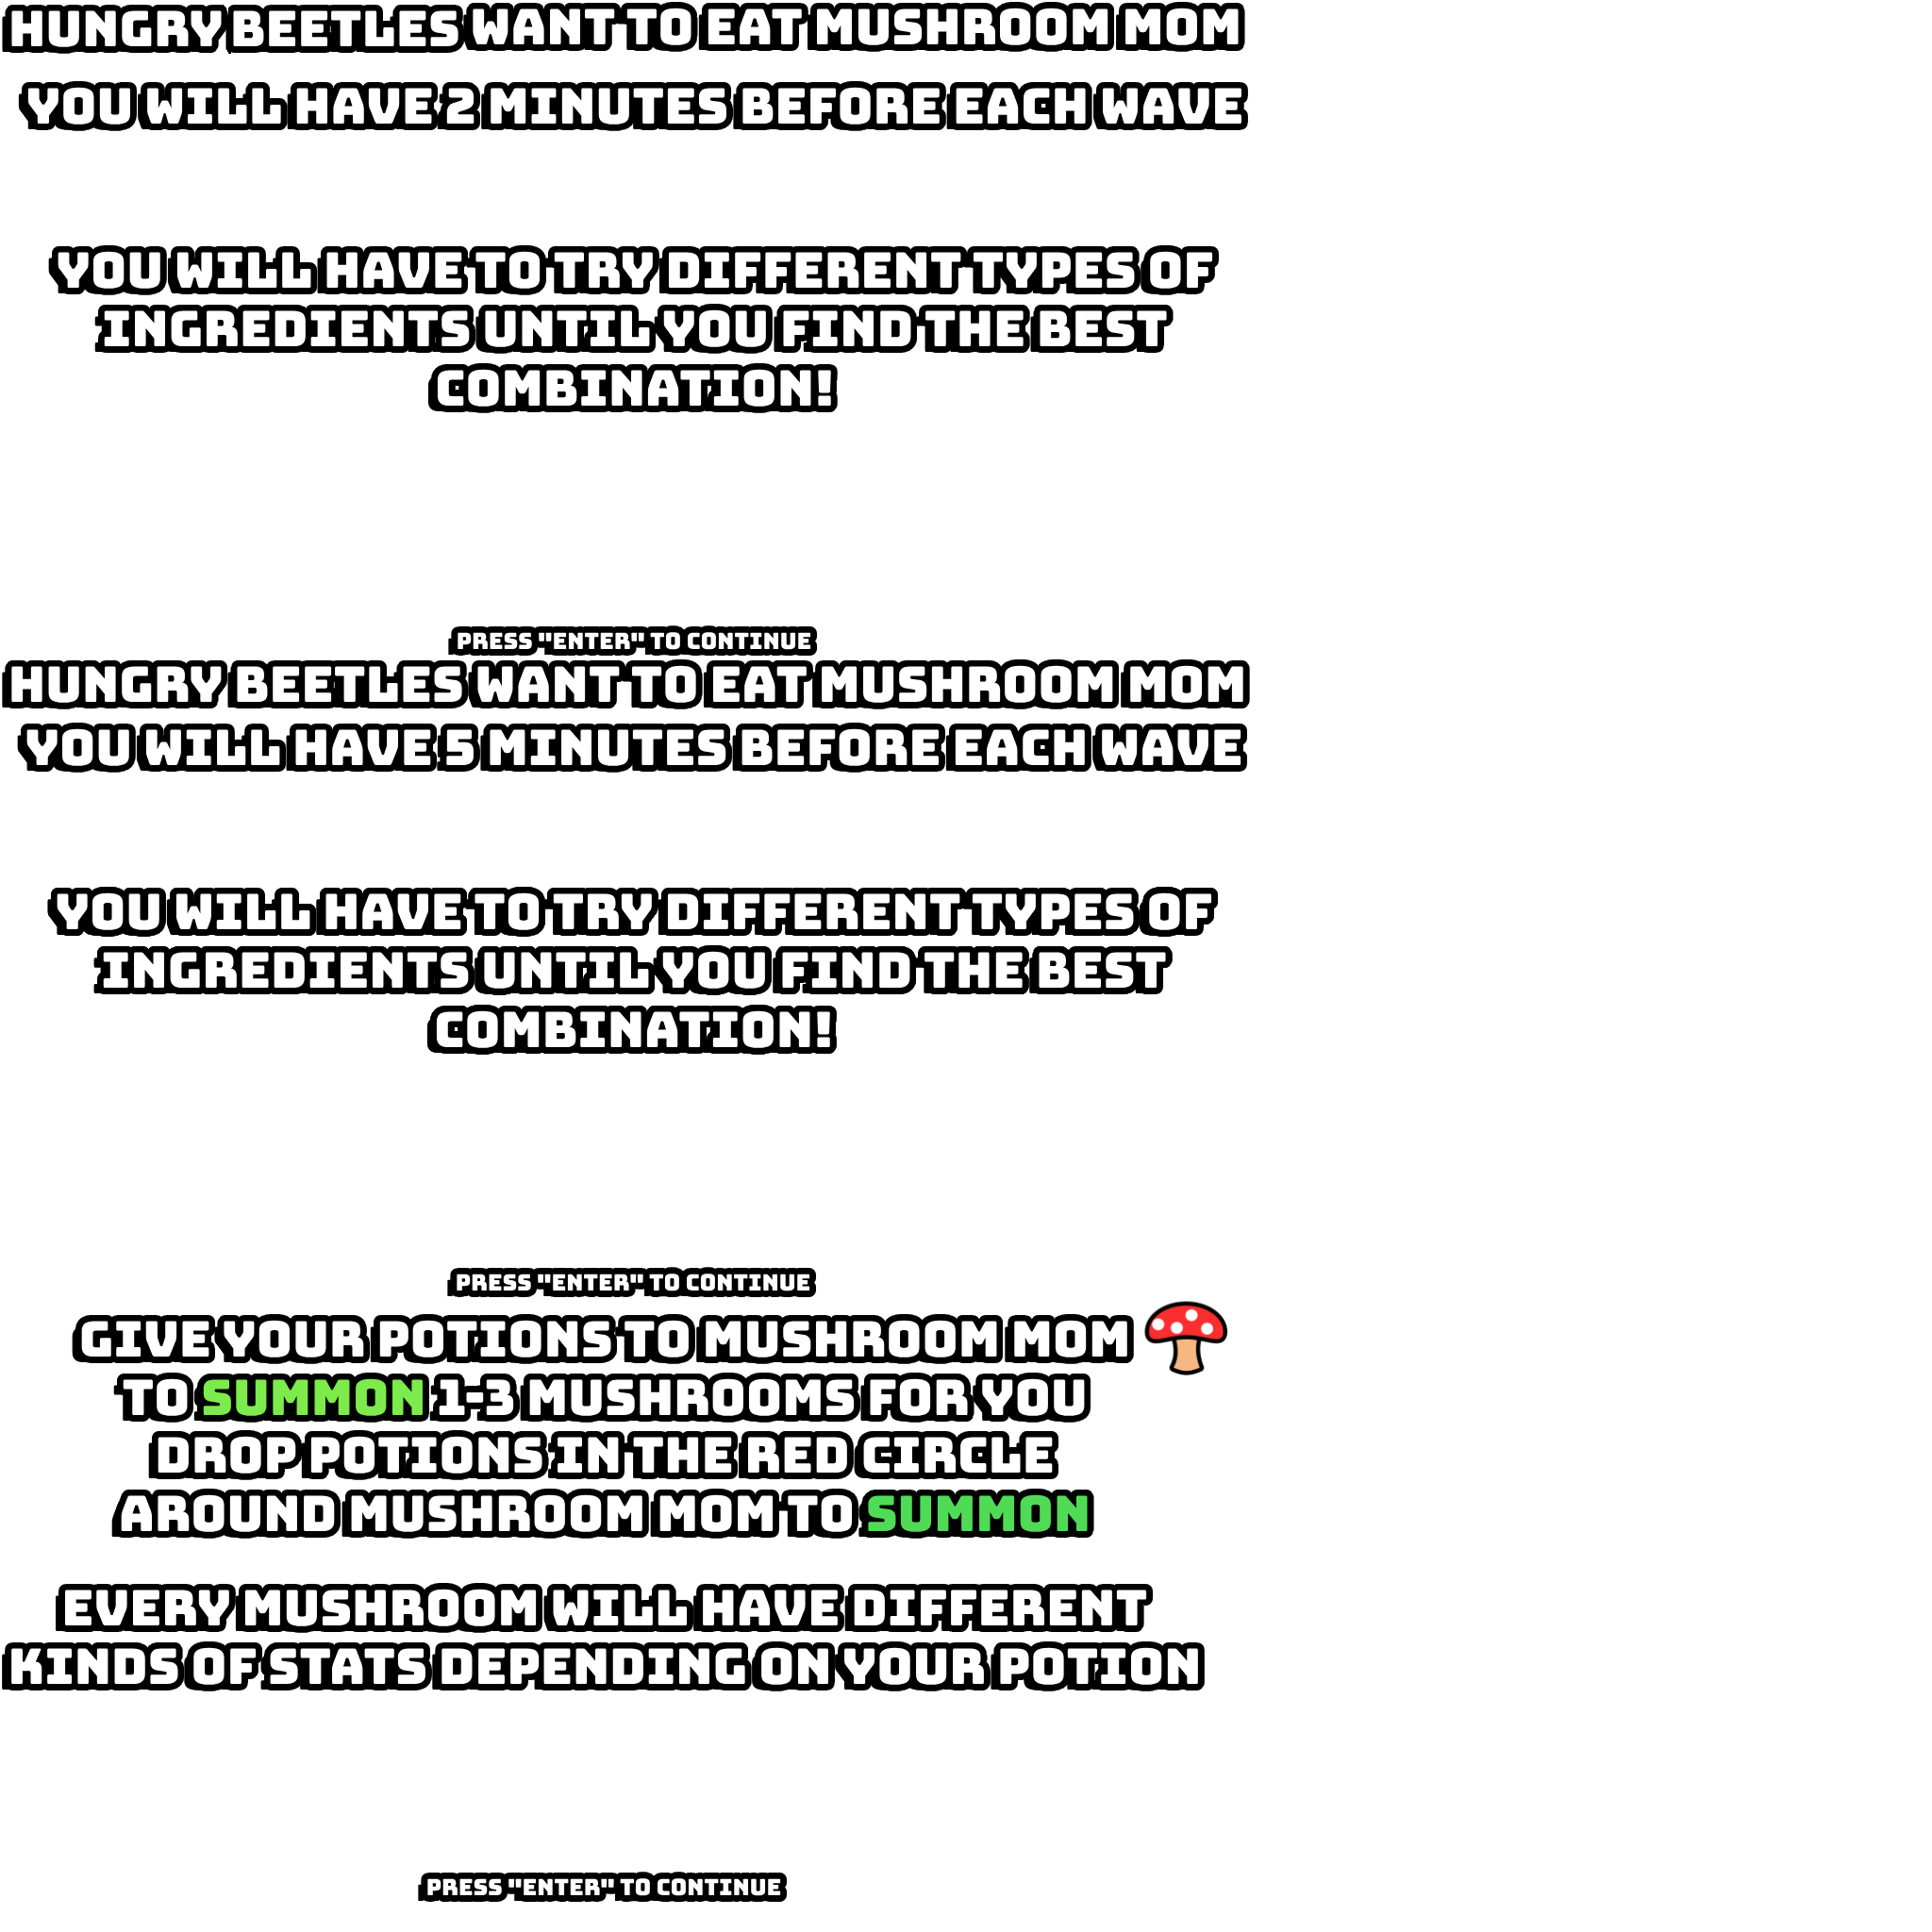 HUNGRY BEETLES WANT TO EAT MUSHROOM MOM
YOU WILL HAVE 2 MINUTES BEFORE EACH WAVE
YOU WILL HAVE TO TRY DIFFERENT TYPES OF
INGREDIENTS UNTIL YOU FIND THE BEST
COMBINATION!
PRESS "ENTER" TO CONTINUE
HUNGRY BEETLES WANT TO EAT MUSHROOM MOM
YOU WILL HAVE 5 MINUTES BEFORE EACH WAVE
YOU WILL HAVE TO TRY DIFFERENT TYPES OF
INGREDIENTS UNTIL YOU FIND THE BEST
COMBINATION!
PRESS "ENTER" TO CONTINUE
GIVE YOUR POTIONS TO MUSHROOM MOM
TO SUMMON 1-3 MUSHROOMS FOR YOU
DROP POTIONS IN THE RED CIRCLE
AROUND MUSHROOM MOM TO SUMMON
EVERY MUSHROOM WILL HAVE DIFFERENT
KINDS OF STATS DEPENDING ON YOUR POTION
PRESS "ENTER" TO CONTINUE